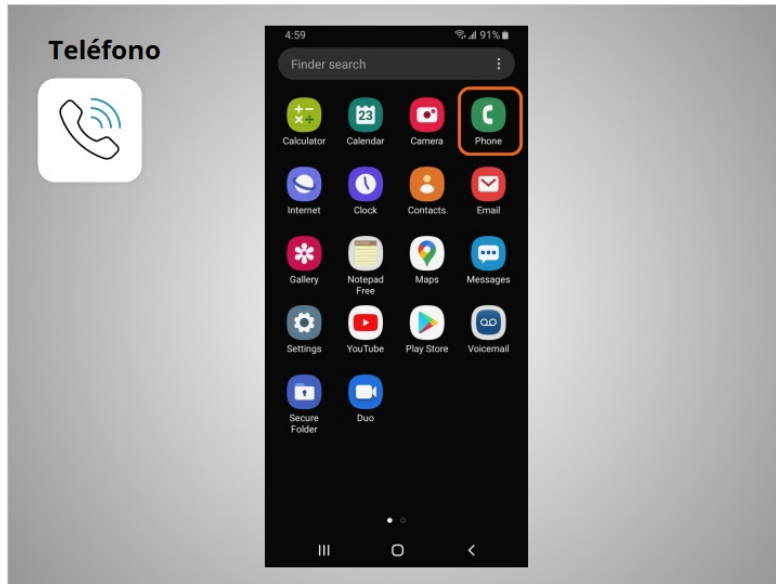 Teléfono
4:59
91%
Finder search
Calculator
23
Calendar
Camera
Phone
Internet
Clock
Contacts
Email
Gallery
Notepad
Free
Maps
Messages
Settings
YouTube
Play Store
Voicemail
Secure
Folder
Duo